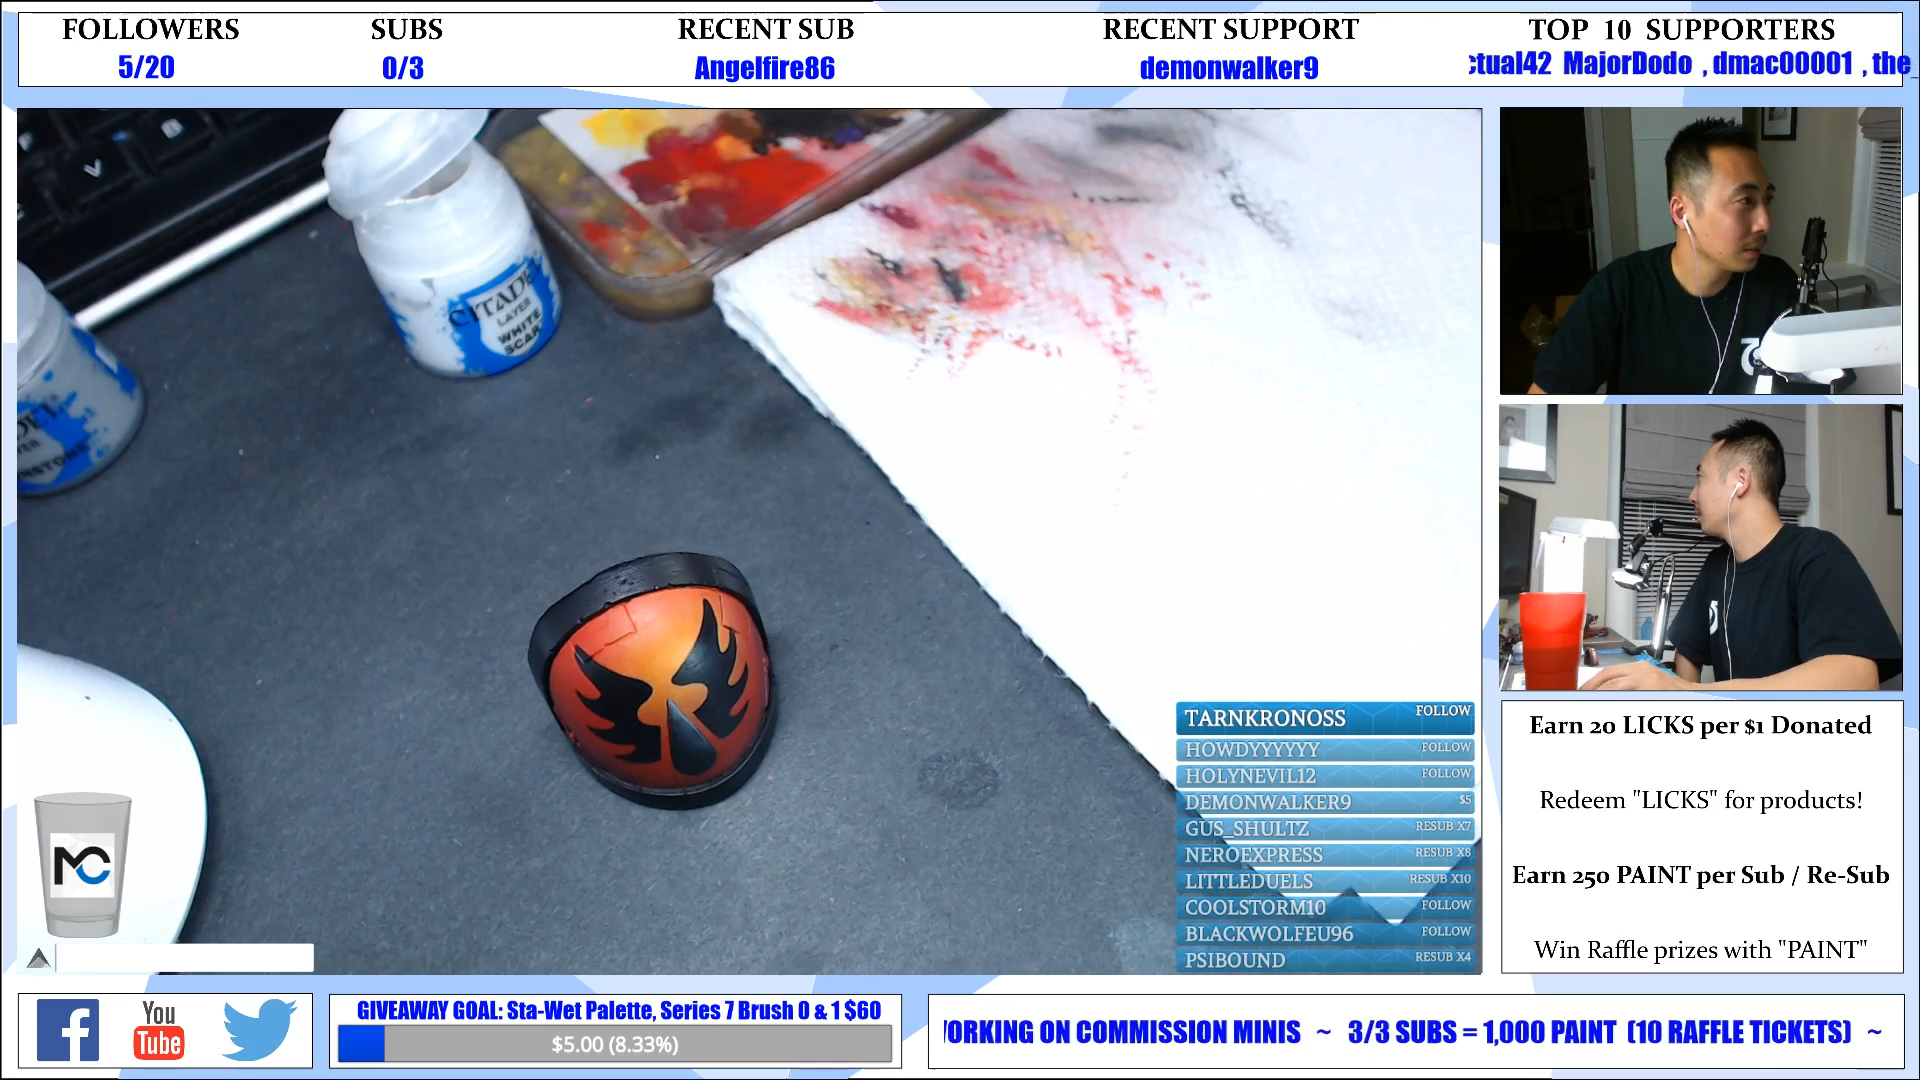 FOLLOWERS
5/20
SUBS
0/3
RECENT SUB
Angelfire86
RECENT SUPPORT
demonwalker9
TOP 10 SUPPORTERS
ctual42 MajorDodo , dmac00001 , the_
CITADEL
LAYER
WHITE
SCAR
TARNKRONOSS FOLLOW
HOWDYYYYYY FOLLOW
HOLYNEVIL12 FOLLOW
DEMONWALKER9 $5
GUS_SHULTZ RESUB X7
NEROEXPRESS RESUB X8
LITTLEDUELS RESUB X10
COOLSTORM10 FOLLOW
BLACKWOLFEU96 FOLLOW
PSIBOUND RESUB X4
Earn 20 LICKS per $1 Donated
Redeem "LICKS" for products!
Earn 250 PAINT per Sub / Re-Sub
Win Raffle prizes with "PAINT"
MC
You
Tube
GIVEAWAY GOAL: Sta-Wet Palette, Series 7 Brush 0 & 1 $60
$5.00 (8.33%)
ORKING ON COMMISSION MINIS ~ 3/3 SUBS = 1,000 PAINT (10 RAFFLE TICKETS) ~